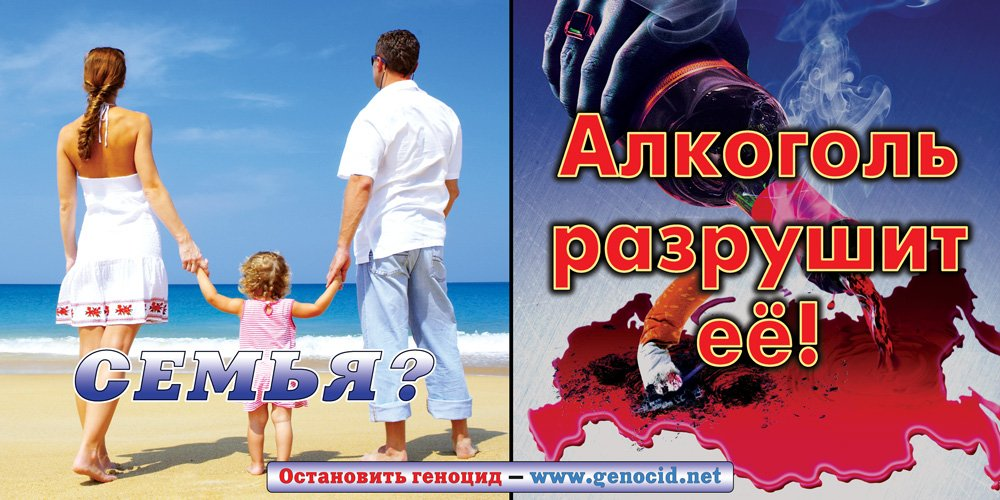 СЕМЬЯ?
Алкоголь
разрушит
её!
Остановить геноцид – www.genocid.net